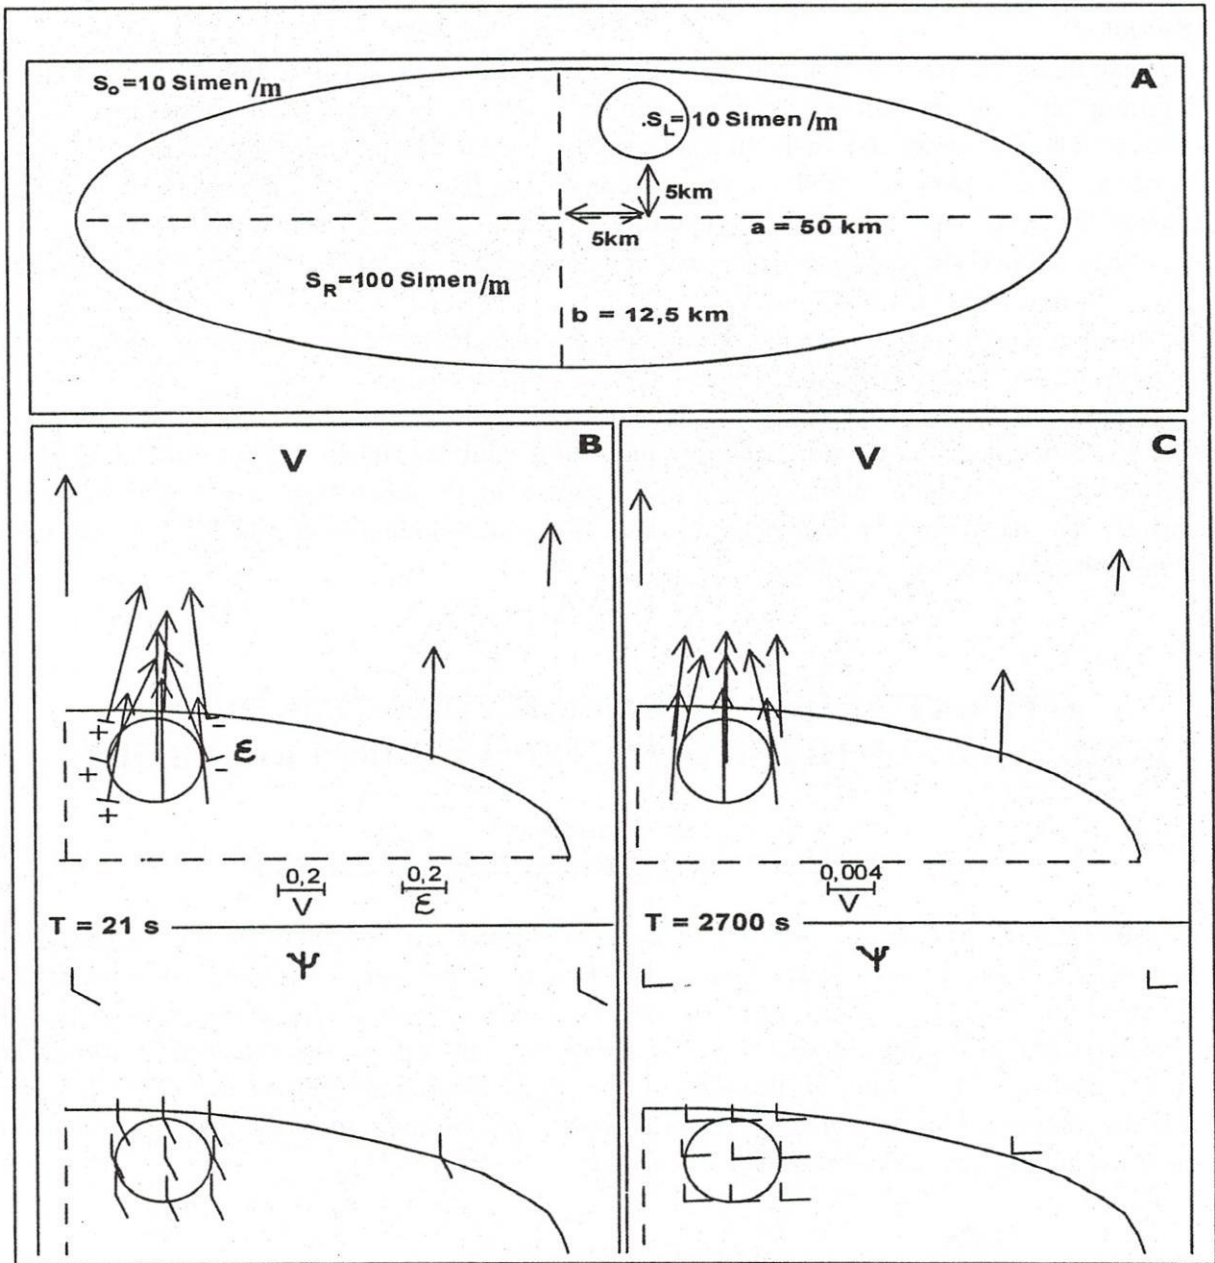 A
S₀=10 Simen/m
.S_L=10 Simen/m
5km
5km
a = 50 km
S_R=100 Simen/m
b = 12,5 km
B
V
+
-
+
-
ε
+
0,2
V
0,2
ε
T = 21 s
Ψ
C
V
0,004
V
T = 2700 s
Ψ